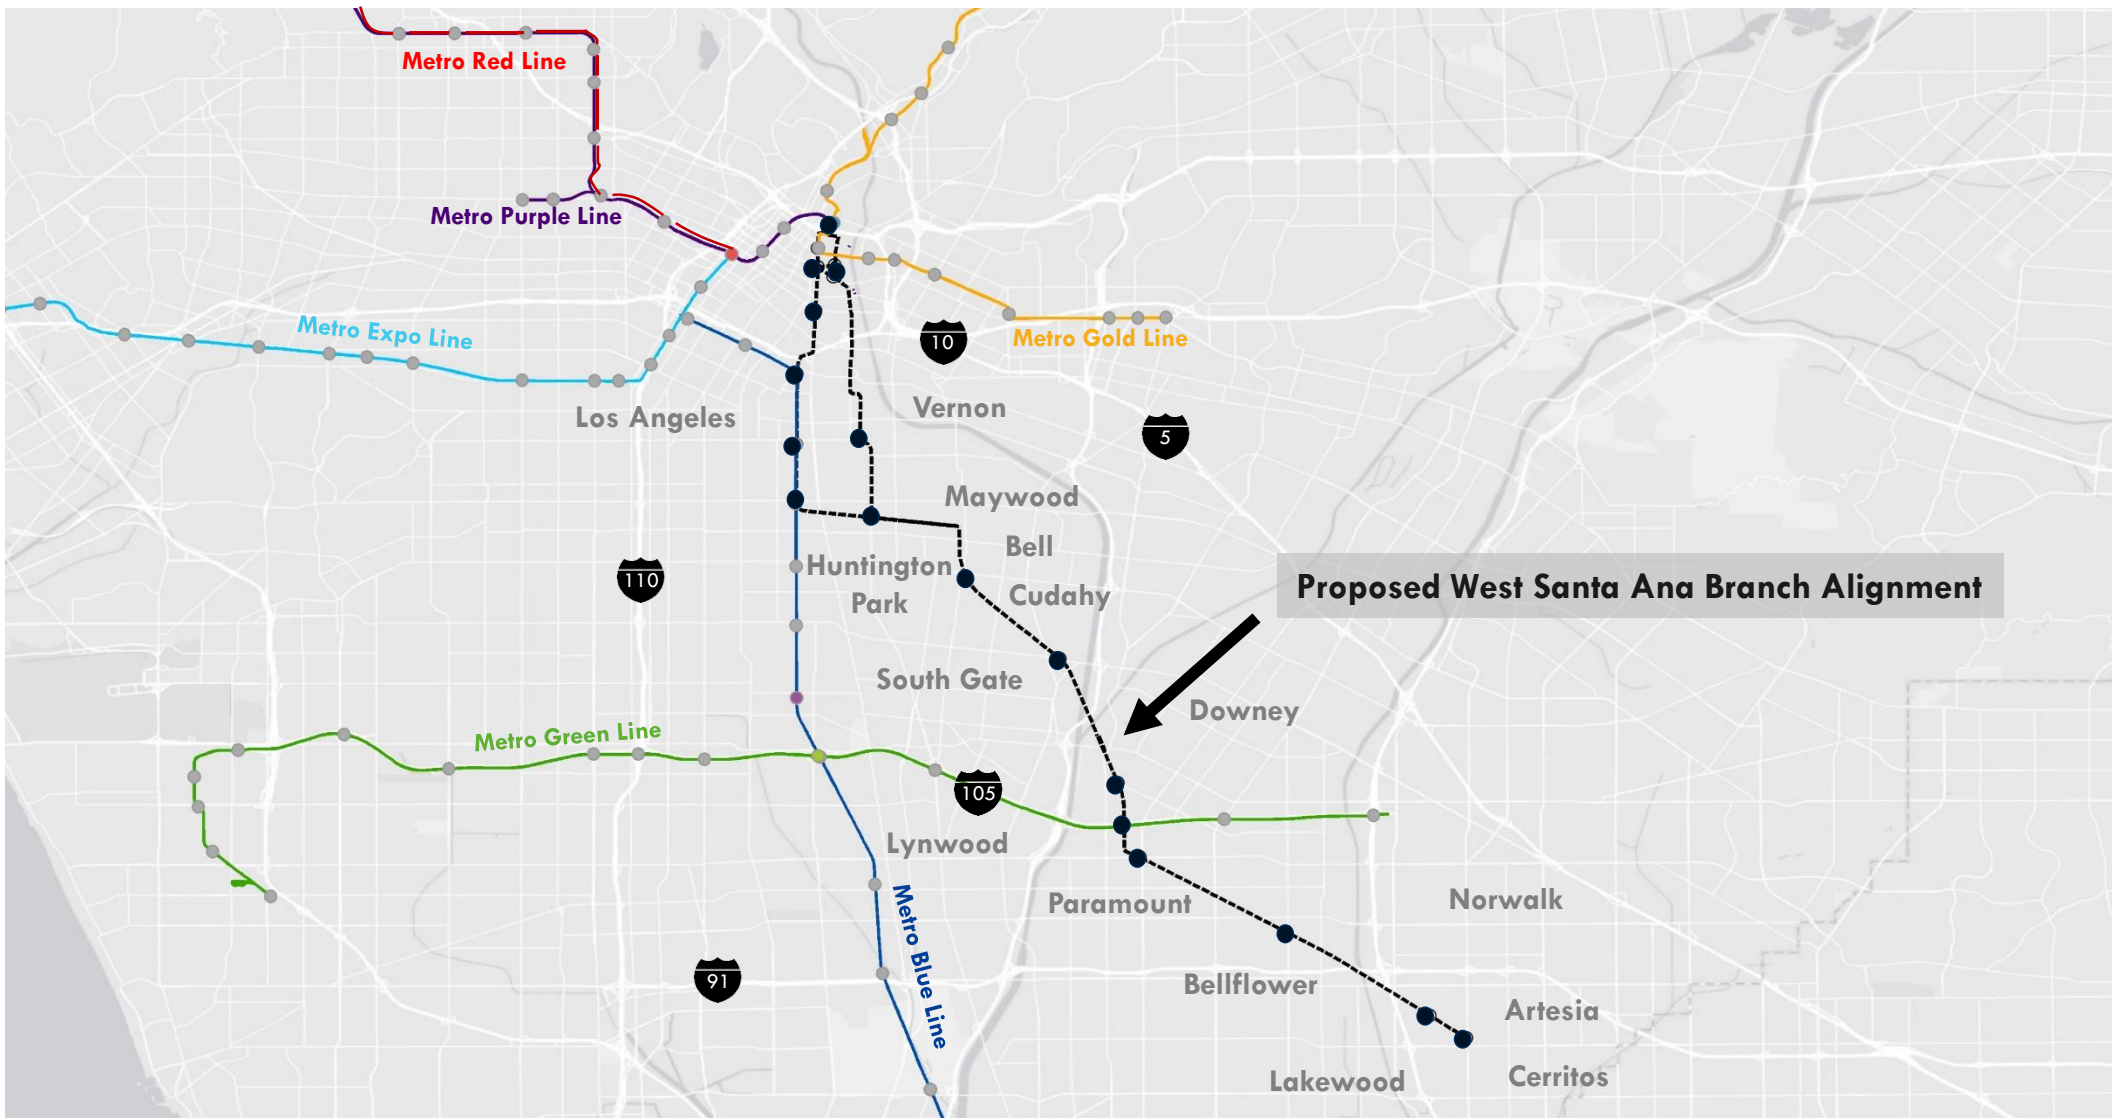 Metro Red Line
Metro Purple Line
Metro Expo Line
Metro Gold Line
10
Los Angeles
Vernon
5
Maywood
Bell
110
Huntington
Park
Cudahy
Proposed West Santa Ana Branch Alignment
South Gate
Downey
Metro Green Line
105
Lynwood
Paramount
Norwalk
Metro Blue Line
91
Bellflower
Artesia
Lakewood
Cerritos